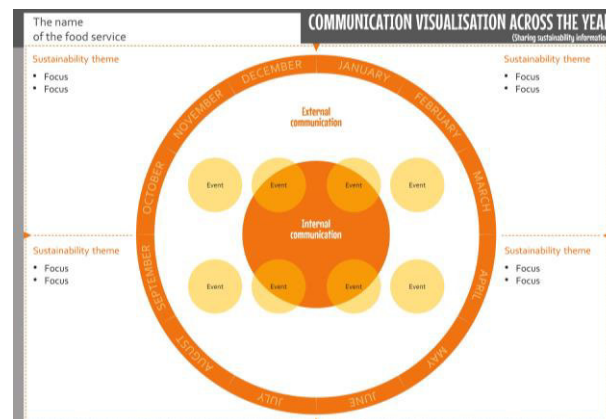 The name
of the food service
COMMUNICATION VISUALISATION ACROSS THE YEAR
(Sharing sustainability information
Sustainability theme
• Focus
• Focus
Sustainability theme
• Focus
• Focus
DECEMBER
JANUARY
NOVEMBER
FEBRUARY
OCTOBER
MARCH
External
communication
Event
Event
Event
Event
Internal
communication
Sustainability theme
• Focus
• Focus
Sustainability theme
• Focus
• Focus
SEPTEMBER
APRIL
Event
Event
Event
Event
AUGUST
MAY
JULY
JUNE